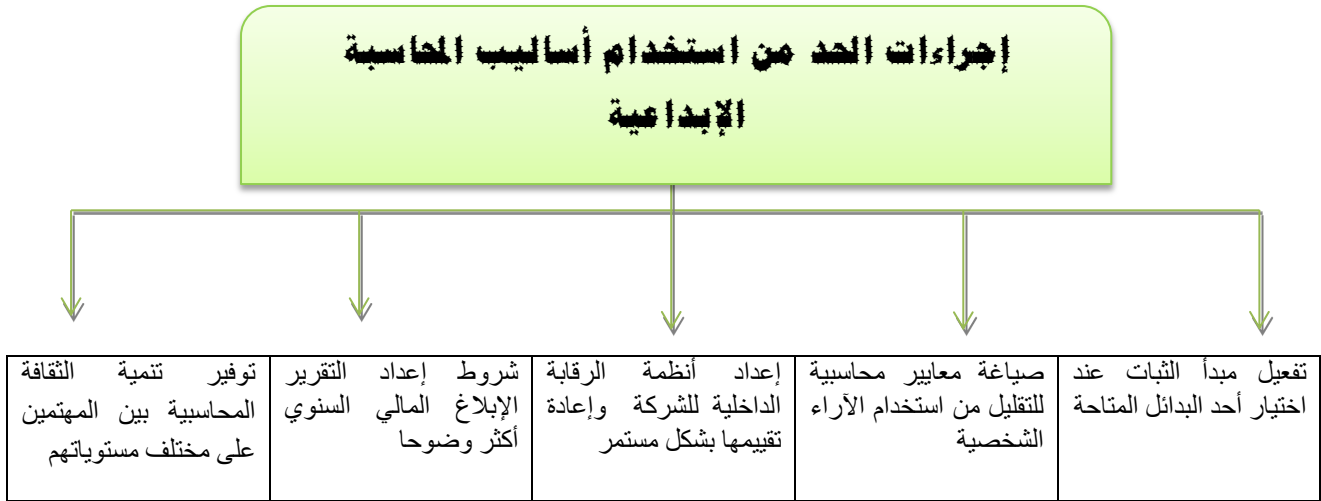 إجراءات الحد من استخدام أساليب المحاسبة
الإبداعية
تفعيل مبدأ الثبات عند
اختيار أحد البدائل المتاحة
صياغة معايير محاسبية
للتقليل من استخدام الآراء
الشخصية
إعداد أنظمة الرقابة
الداخلية للشركة وإعادة
تقييمها بشكل مستمر
شروط إعداد التقرير
الإبلاغ المالي السنوي
أكثر وضوحا
توفير تنمية الثقافة
المحاسبية بين المهتمين
على مختلف مستوياتهم